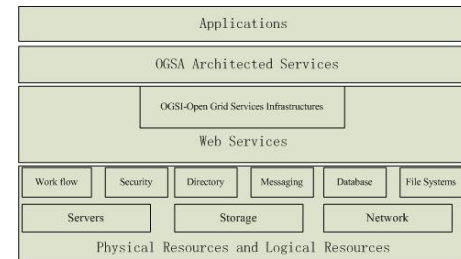 Applications
OGSA Architected Services
OGSI-Open Grid Services Infrastructures
Web Services
Work flow Security Directory Messaging Database File Systems
Servers Storage Network
Physical Resources and Logical Resources